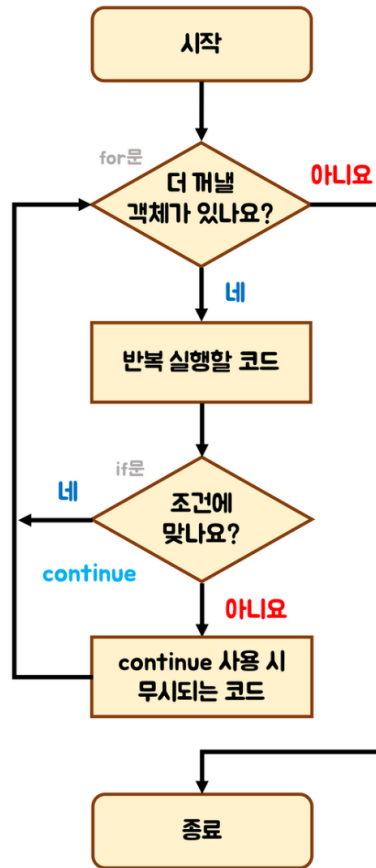 시작
for문
더 꺼낼
객체가 있나요?
아니요
네
반복 실행할 코드
if문
네
조건에
맞나요?
continue
아니요
continue 사용 시
무시되는 코드
종료